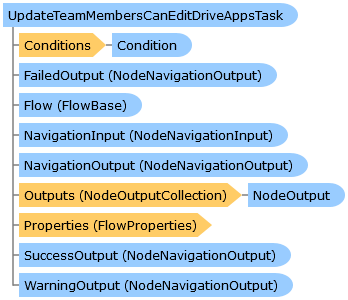 UpdateTeamMembersCanEditDriveAppsTask
Conditions Condition
FailedOutput (NodeNavigationOutput)
Flow (FlowBase)
NavigationInput (NodeNavigationInput)
NavigationOutput (NodeNavigationOutput)
Outputs (NodeOutputCollection) NodeOutput
Properties (FlowProperties)
SuccessOutput (NodeNavigationOutput)
WarningOutput (NodeNavigationOutput)